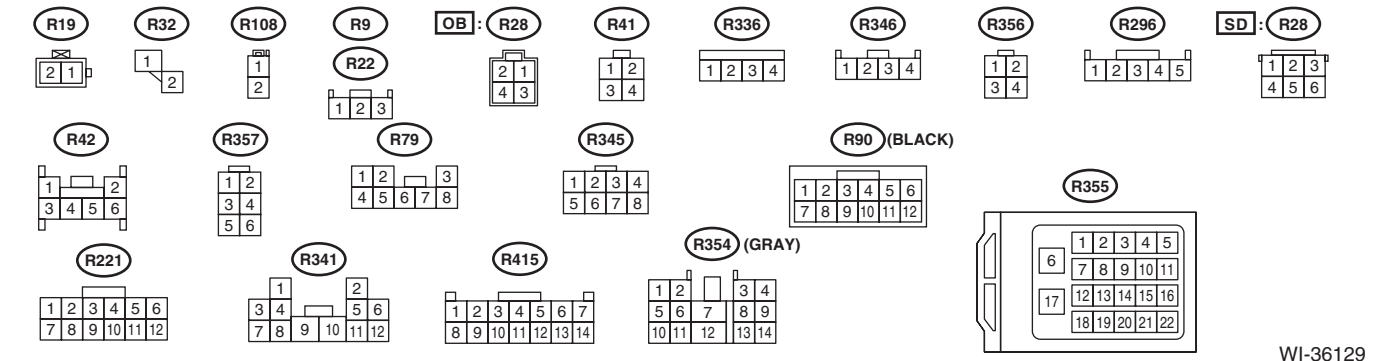 R19 R32 R108 R9 OB : R28 R41 R336 R346 R356 R296 SD : R28
R22
2 1
1
2
1
2
1 2 3
2 1
4 3
1 2
3 4
1 2 3 4
1 2 3 4
1 2
3 4
1 2 3 4 5
1 2 3
4 5 6
R42 R357 R79 R345 R90 (BLACK)
1 2
3 4 5 6
1 2
3 4
5 6
1 2 3
4 5 6 7 8
1 2 3 4
5 6 7 8
1 2 3 4 5 6
7 8 9 10 11 12
R355
1 2 3 4 5
6
7 8 9 10 11
12 13 14 15 16
17
18 19 20 21 22
R221 R341 R415 R354 (GRAY)
1 2 3 4 5 6
7 8 9 10 11 12
1 2
3 4 5 6
7 8 9 10 11 12
1 2 3 4 5 6 7
8 9 10 11 12 13 14
1 2 3 4
5 6 7 8 9
10 11 12 13 14
WI-36129